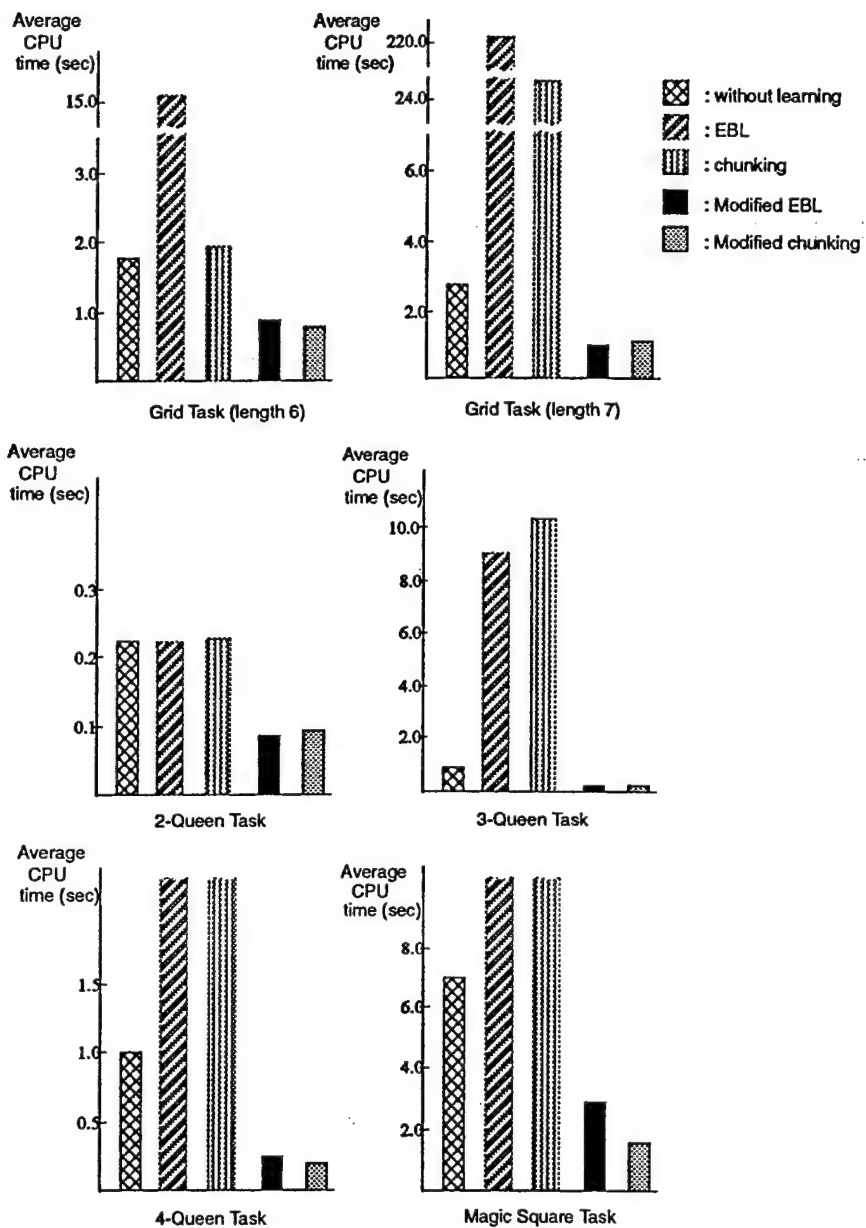 Average
CPU
time (sec)
15.0
3.0
2.0
1.0
Grid Task (length 6)
Average
CPU
time (sec)
220.0
24.0
6.0
4.0
2.0
Grid Task (length 7)
: without learning
: EBL
: chunking
: Modified EBL
: Modified chunking
Average
CPU
time (sec)
0.3
0.2
0.1
2-Queen Task
Average
CPU
time (sec)
10.0
8.0
6.0
4.0
2.0
3-Queen Task
Average
CPU
time (sec)
1.5
1.0
0.5
4-Queen Task
Average
CPU
time (sec)
8.0
6.0
4.0
2.0
Magic Square Task